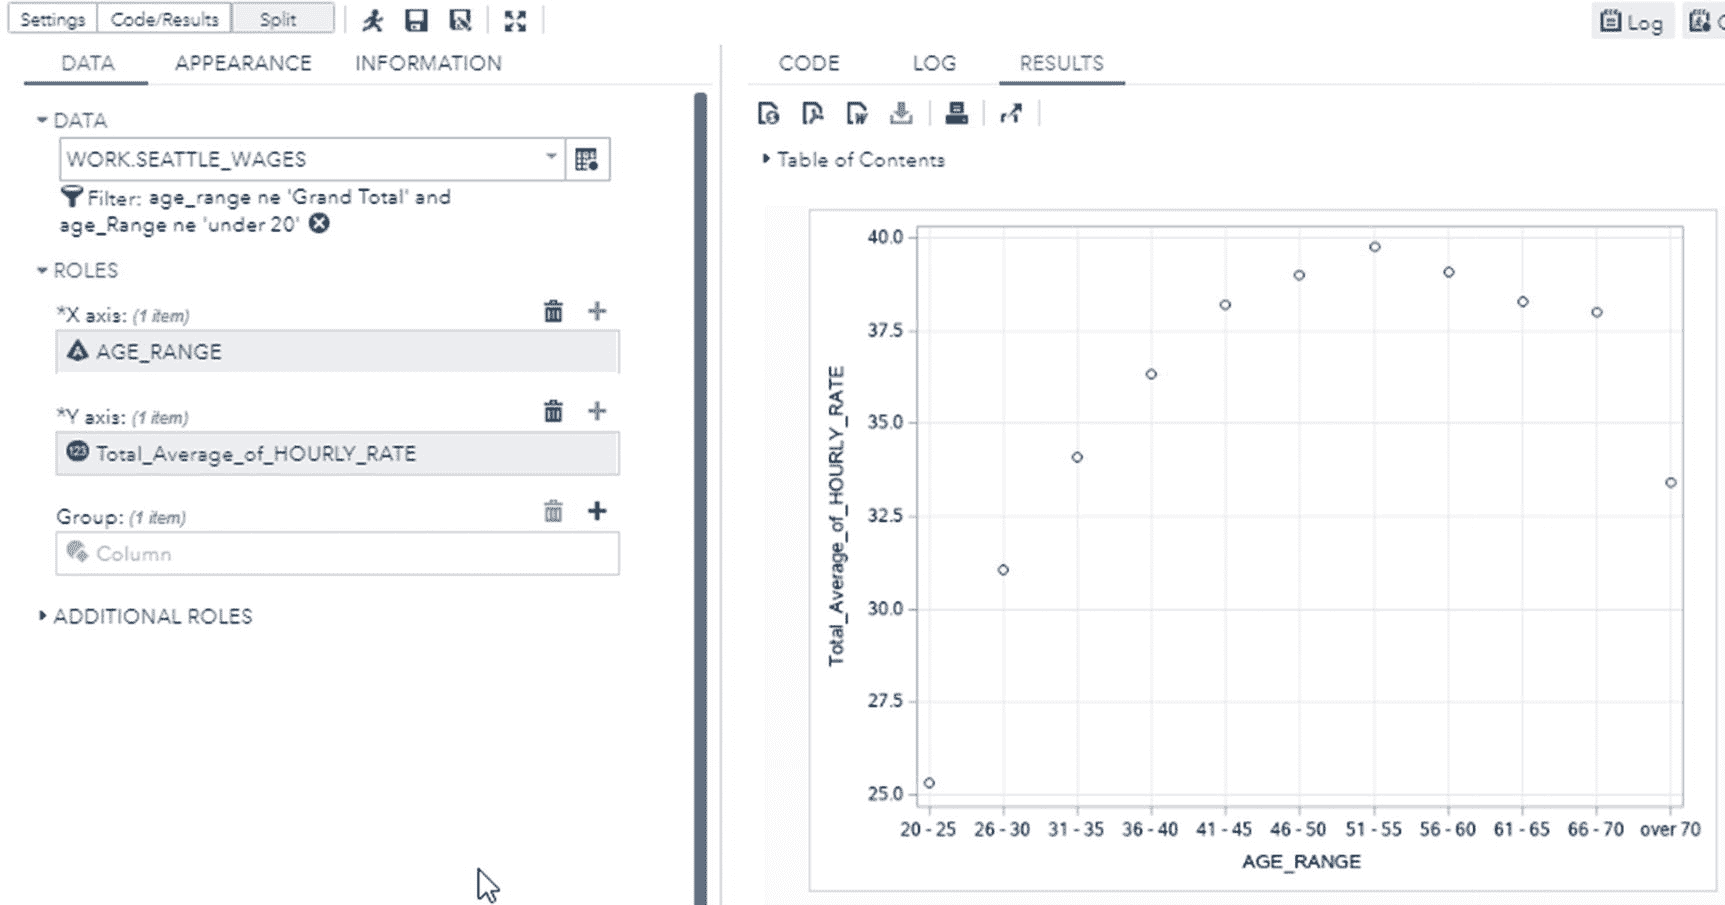 Settings Code/Results Split
Log
DATA APPEARANCE INFORMATION
DATA
WORK.SEATTLE_WAGES
Filter: age_range ne 'Grand Total' and
age_Range ne 'under 20'
ROLES
*X axis: (1 item)
AGE_RANGE
*Y axis: (1 item)
123 Total_Average_of_HOURLY_RATE
Group: (1 item)
Column
ADDITIONAL ROLES
CODE LOG RESULTS
Table of Contents
Total_Average_of_HOURLY_RATE
40.0
37.5
35.0
32.5
30.0
27.5
25.0
20 - 25 26 - 30 31 - 35 36 - 40 41 - 45 46 - 50 51 - 55 56 - 60 61 - 65 66 - 70 over 70
AGE_RANGE